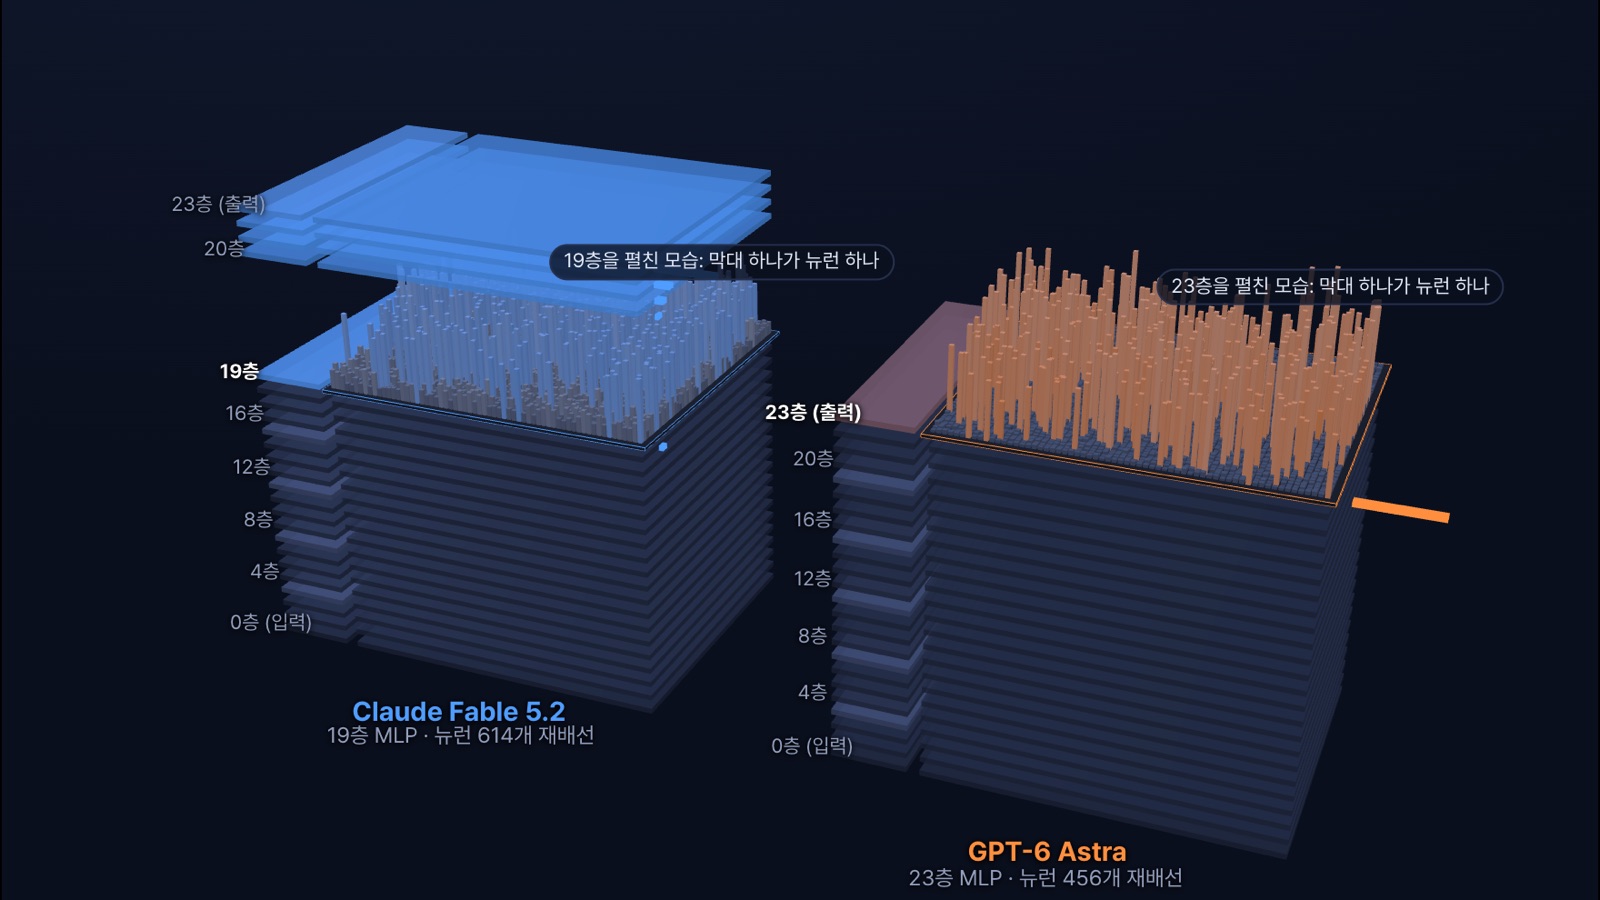 23층 (출력)
20층
19층을 펼친 모습: 막대 하나가 뉴런 하나
19층
16층
12층
8층
4층
0층 (입력)
Claude Fable 5.2
19층 MLP · 뉴런 614개 재배선
23층을 펼친 모습: 막대 하나가 뉴런 하나
23층 (출력)
20층
16층
12층
8층
4층
0층 (입력)
GPT-6 Astra
23층 MLP · 뉴런 456개 재배선